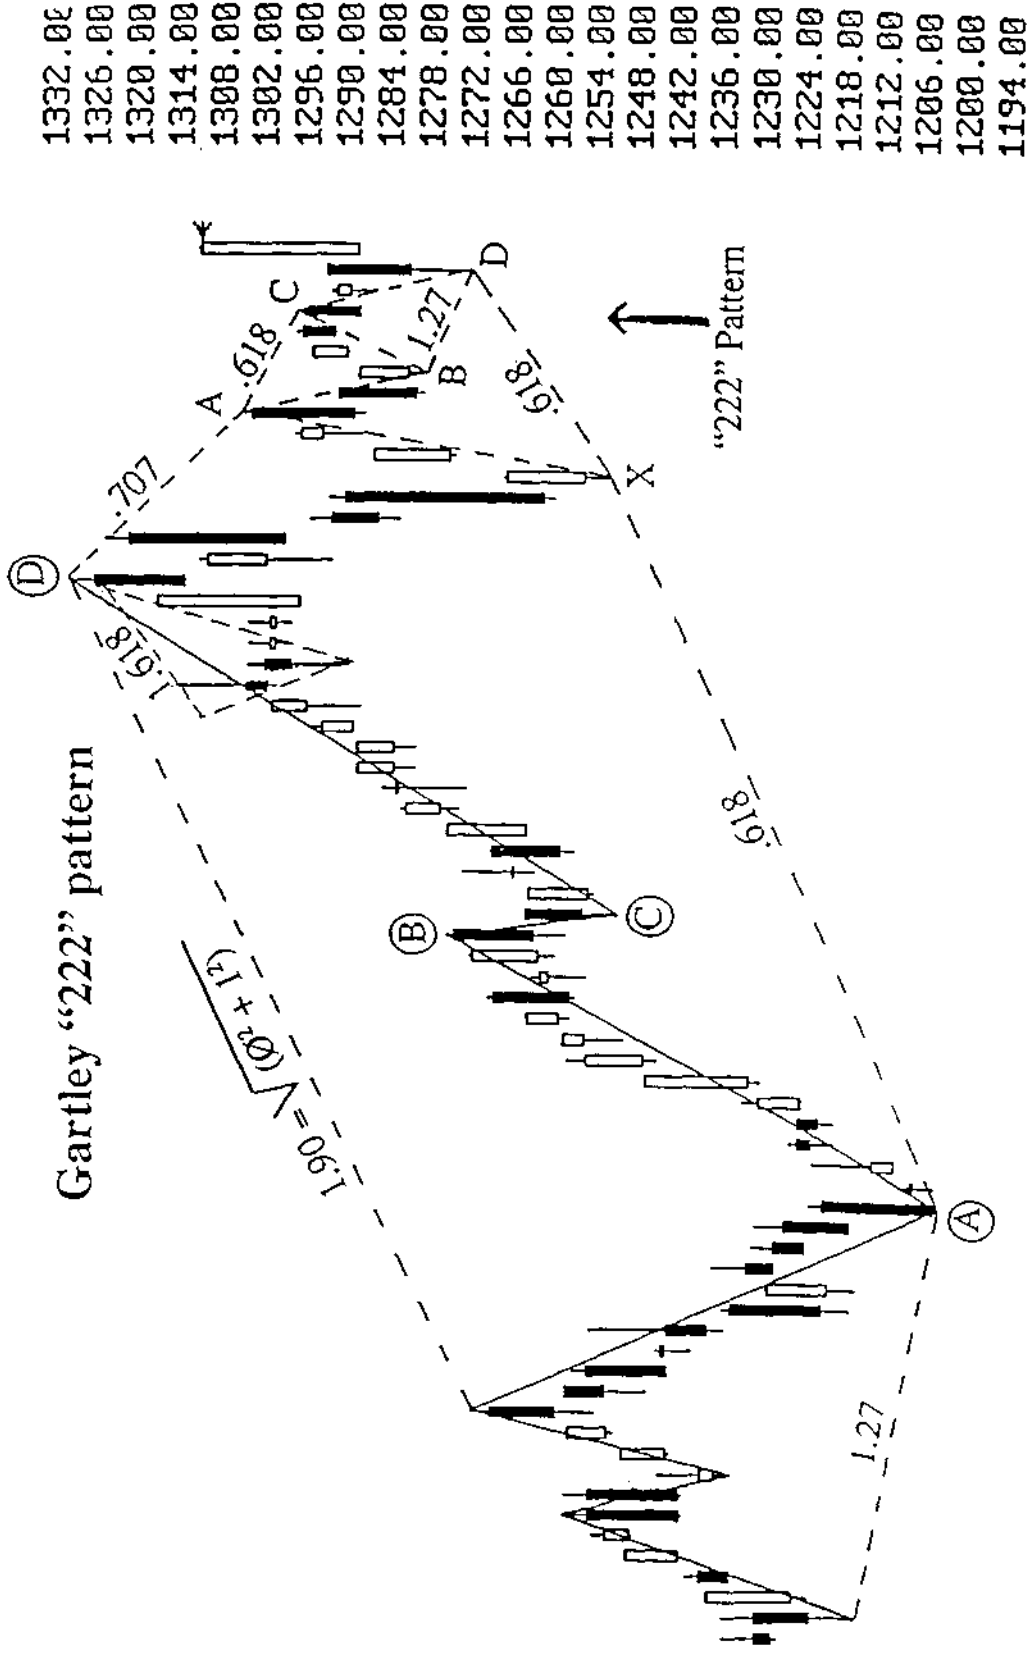 Gartley “222” pattern
1332.00
1326.00
1320.00
1314.00
1308.00
1302.00
1296.00
1290.00
1284.00
1278.00
1272.00
1266.00
1260.00
1254.00
1248.00
1242.00
1236.00
1230.00
1224.00
1218.00
1212.00
1206.00
1200.00
1194.00
1.90 = √(Ø² + 1²)
1.618
D
.707
A
.618
C
B
1.27
D
.618
X
“222” Pattern
B
C
.618
A
1.27